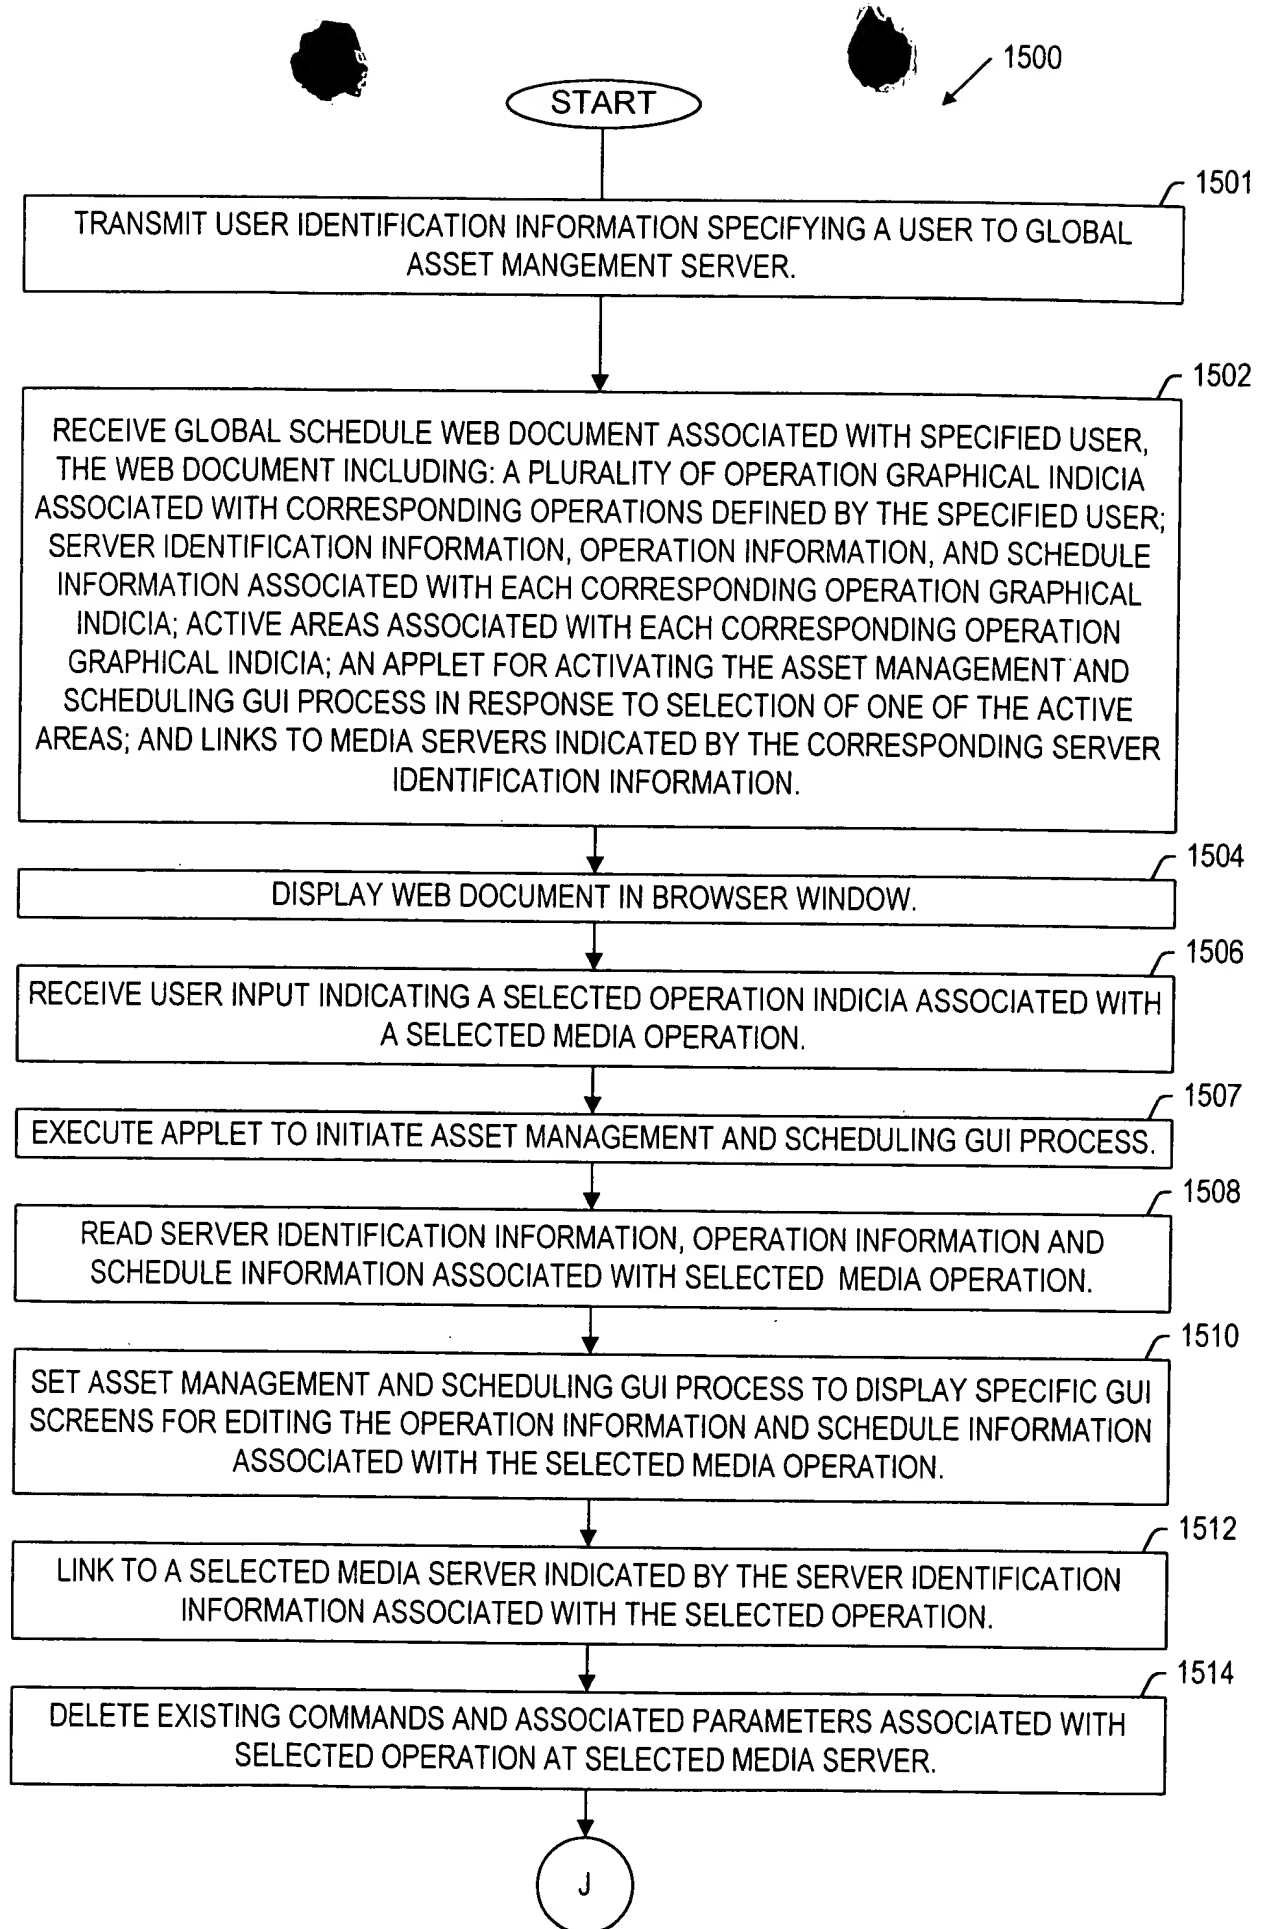 1500
START
1501
TRANSMIT USER IDENTIFICATION INFORMATION SPECIFYING A USER TO GLOBAL
ASSET MANGEMENT SERVER.
1502
RECEIVE GLOBAL SCHEDULE WEB DOCUMENT ASSOCIATED WITH SPECIFIED USER,
THE WEB DOCUMENT INCLUDING: A PLURALITY OF OPERATION GRAPHICAL INDICIA
ASSOCIATED WITH CORRESPONDING OPERATIONS DEFINED BY THE SPECIFIED USER;
SERVER IDENTIFICATION INFORMATION, OPERATION INFORMATION, AND SCHEDULE
INFORMATION ASSOCIATED WITH EACH CORRESPONDING OPERATION GRAPHICAL
INDICIA; ACTIVE AREAS ASSOCIATED WITH EACH CORRESPONDING OPERATION
GRAPHICAL INDICIA; AN APPLET FOR ACTIVATING THE ASSET MANAGEMENT AND
SCHEDULING GUI PROCESS IN RESPONSE TO SELECTION OF ONE OF THE ACTIVE
AREAS; AND LINKS TO MEDIA SERVERS INDICATED BY THE CORRESPONDING SERVER
IDENTIFICATION INFORMATION.
1504
DISPLAY WEB DOCUMENT IN BROWSER WINDOW.
1506
RECEIVE USER INPUT INDICATING A SELECTED OPERATION INDICIA ASSOCIATED WITH
A SELECTED MEDIA OPERATION.
1507
EXECUTE APPLET TO INITIATE ASSET MANAGEMENT AND SCHEDULING GUI PROCESS.
1508
READ SERVER IDENTIFICATION INFORMATION, OPERATION INFORMATION AND
SCHEDULE INFORMATION ASSOCIATED WITH SELECTED MEDIA OPERATION.
1510
SET ASSET MANAGEMENT AND SCHEDULING GUI PROCESS TO DISPLAY SPECIFIC GUI
SCREENS FOR EDITING THE OPERATION INFORMATION AND SCHEDULE INFORMATION
ASSOCIATED WITH THE SELECTED MEDIA OPERATION.
1512
LINK TO A SELECTED MEDIA SERVER INDICATED BY THE SERVER IDENTIFICATION
INFORMATION ASSOCIATED WITH THE SELECTED OPERATION.
1514
DELETE EXISTING COMMANDS AND ASSOCIATED PARAMETERS ASSOCIATED WITH
SELECTED OPERATION AT SELECTED MEDIA SERVER.
J